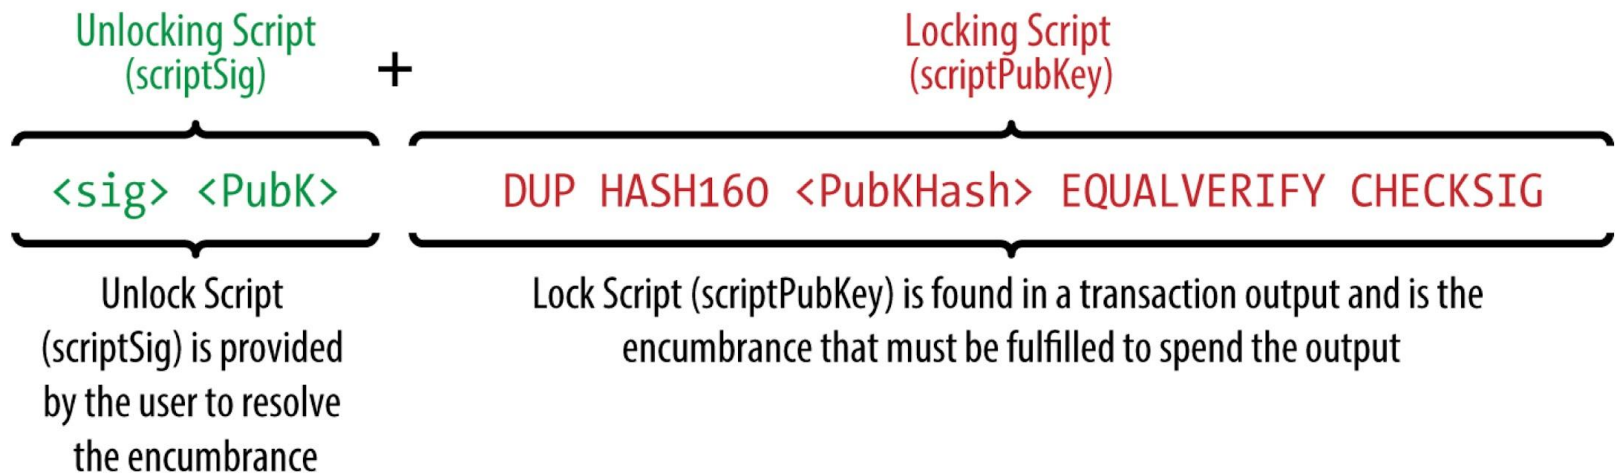 Unlocking Script
(scriptSig)
+
Locking Script
(scriptPubKey)
<sig> <PubK>
DUP HASH160 <PubKHash> EQUALVERIFY CHECKSIG
Unlock Script
(scriptSig) is provided
by the user to resolve
the encumbrance
Lock Script (scriptPubKey) is found in a transaction output and is the
encumbrance that must be fulfilled to spend the output